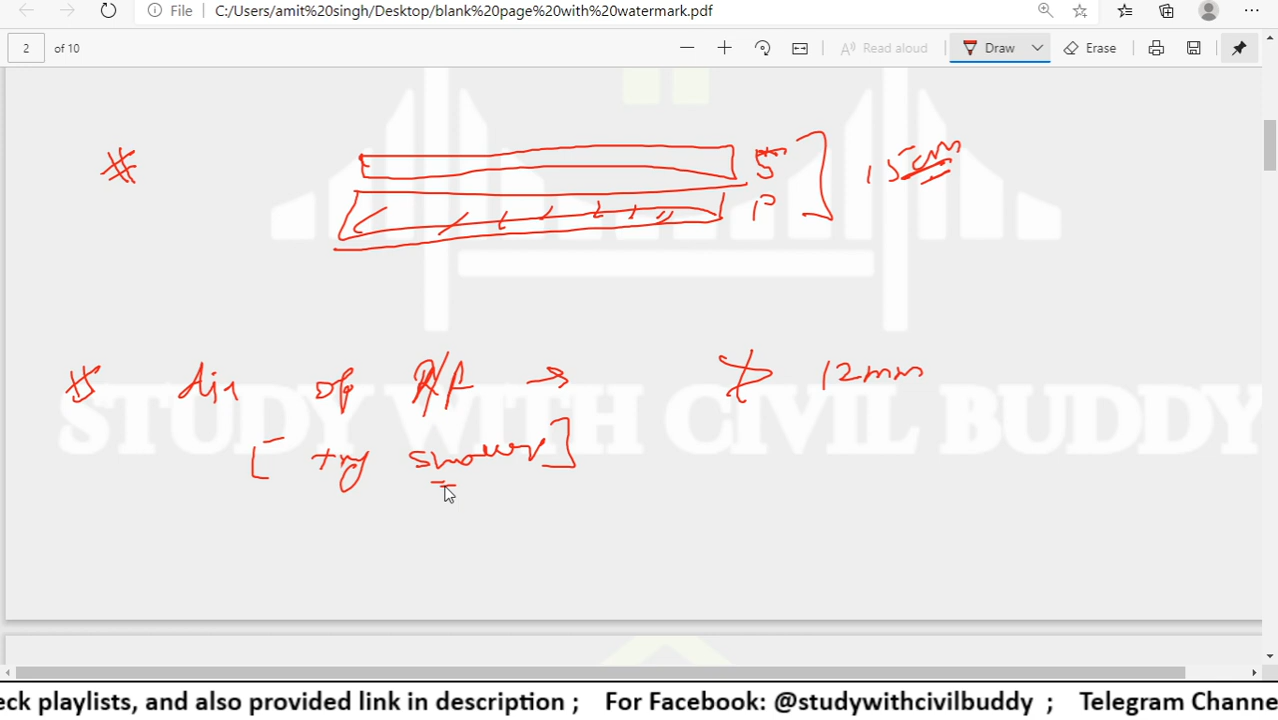 File C:/Users/amit%20singh/Desktop/blank%20page%20with%20watermark.pdf
2 of 10 Read aloud Draw Erase
5
15cm
dia of R/f → 12mm
[try smaller]
STUDY WITH CIVIL BUDDY
eck playlists, and also provided link in description ; For Facebook: @studywithcivilbuddy ; Telegram Channe